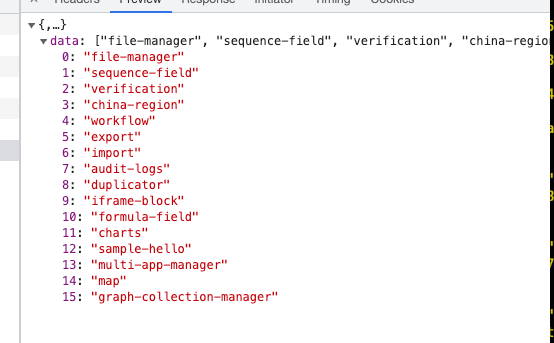 Headers Preview Response Initiator Timing Cookies
{,…}
data: ["file-manager", "sequence-field", "verification", "china-regio
0: "file-manager"
1: "sequence-field"
2: "verification"
3: "china-region"
4: "workflow"
5: "export"
6: "import"
7: "audit-logs"
8: "duplicator"
9: "iframe-block"
10: "formula-field"
11: "charts"
12: "sample-hello"
13: "multi-app-manager"
14: "map"
15: "graph-collection-manager"